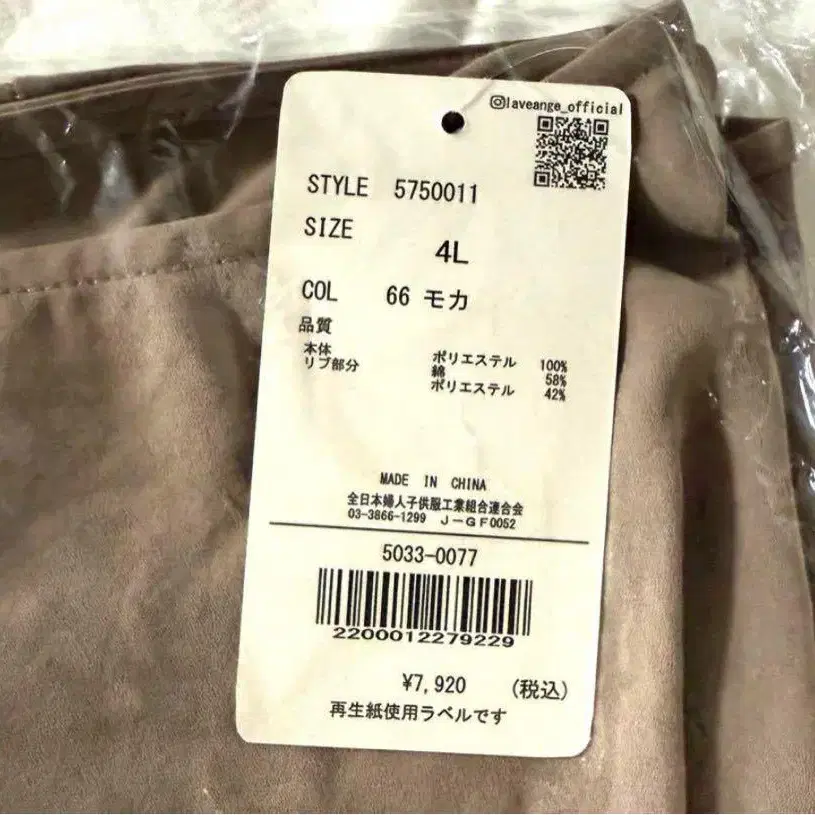 laveange_official
STYLE 5750011
SIZE
4L
COL 66 モカ
品質
本体 ポリエステル 100%
リブ部分 綿 58%
ポリエステル 42%
MADE IN CHINA
全日本婦人子供服工業組合連合会
03-3866-1299 J-GF0052
5033-0077
2200012279229
¥7,920 (税込)
再生紙使用ラベルです